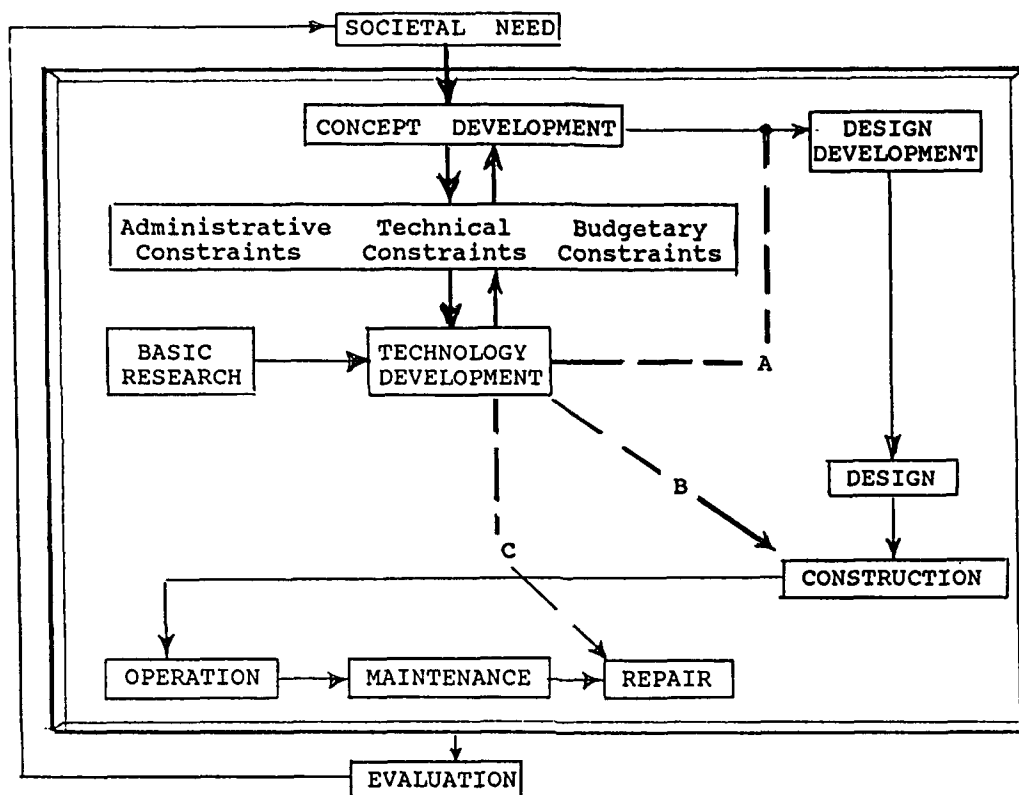 SOCIETAL NEED
CONCEPT DEVELOPMENT
DESIGN
DEVELOPMENT
Administrative
Constraints
Technical
Constraints
Budgetary
Constraints
BASIC
RESEARCH
TECHNOLOGY
DEVELOPMENT
A
B
DESIGN
C
CONSTRUCTION
OPERATION
MAINTENANCE
REPAIR
EVALUATION